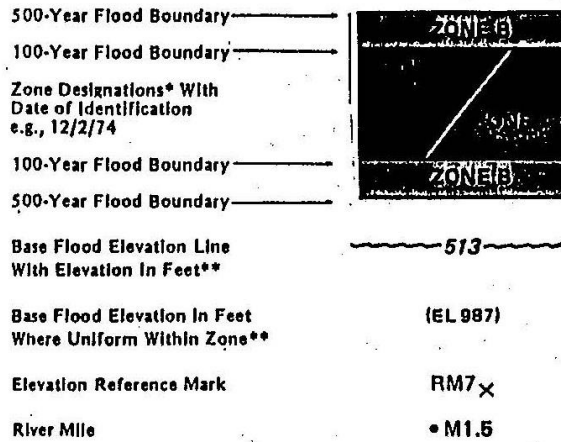 500-Year Flood Boundary
ZONE B
100-Year Flood Boundary
Zone Designations* With
Date of Identification
e.g., 12/2/74
ZONE
100-Year Flood Boundary
ZONE B
500-Year Flood Boundary
Base Flood Elevation Line
With Elevation In Feet**
513
Base Flood Elevation in Feet
Where Uniform Within Zone**
(EL 987)
Elevation Reference Mark
RM7×
River Mile
•M1.5